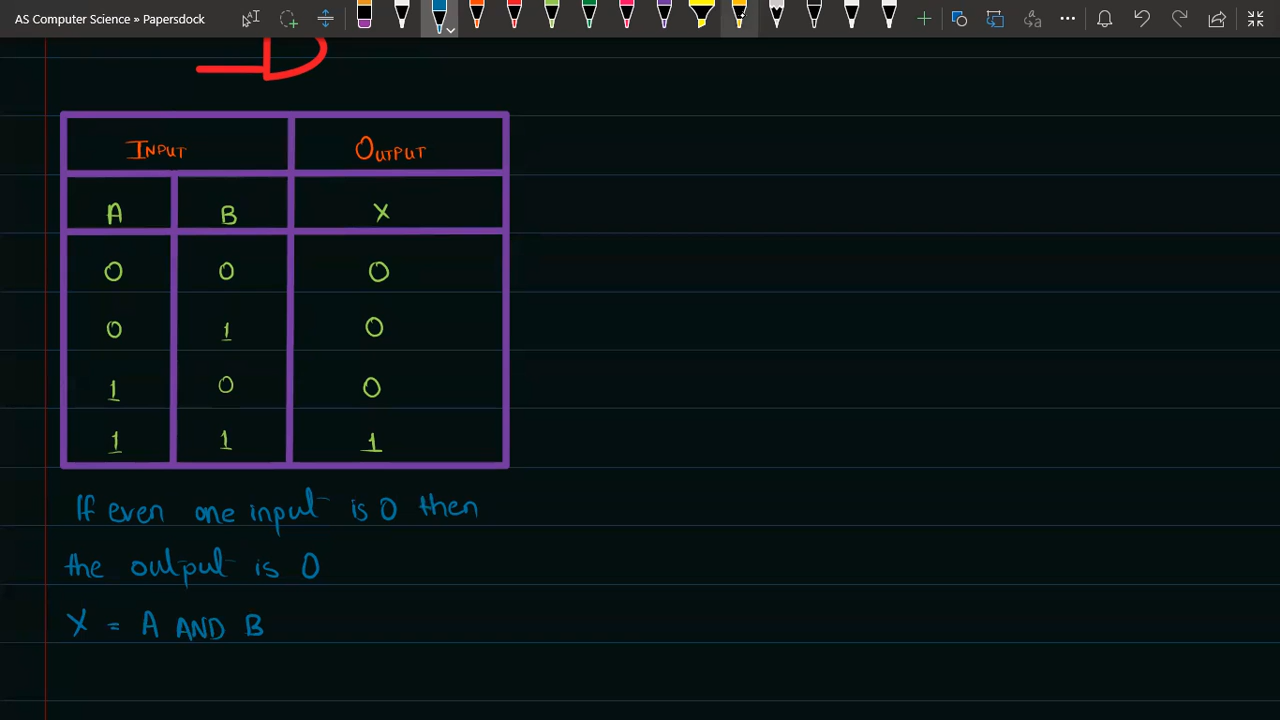 AS Computer Science » Papersdock
INPUT OUTPUT
A B X
0 0 0
0 1 0
1 0 0
1 1 1
If even one input is 0 then
the output is 0
X = A AND B